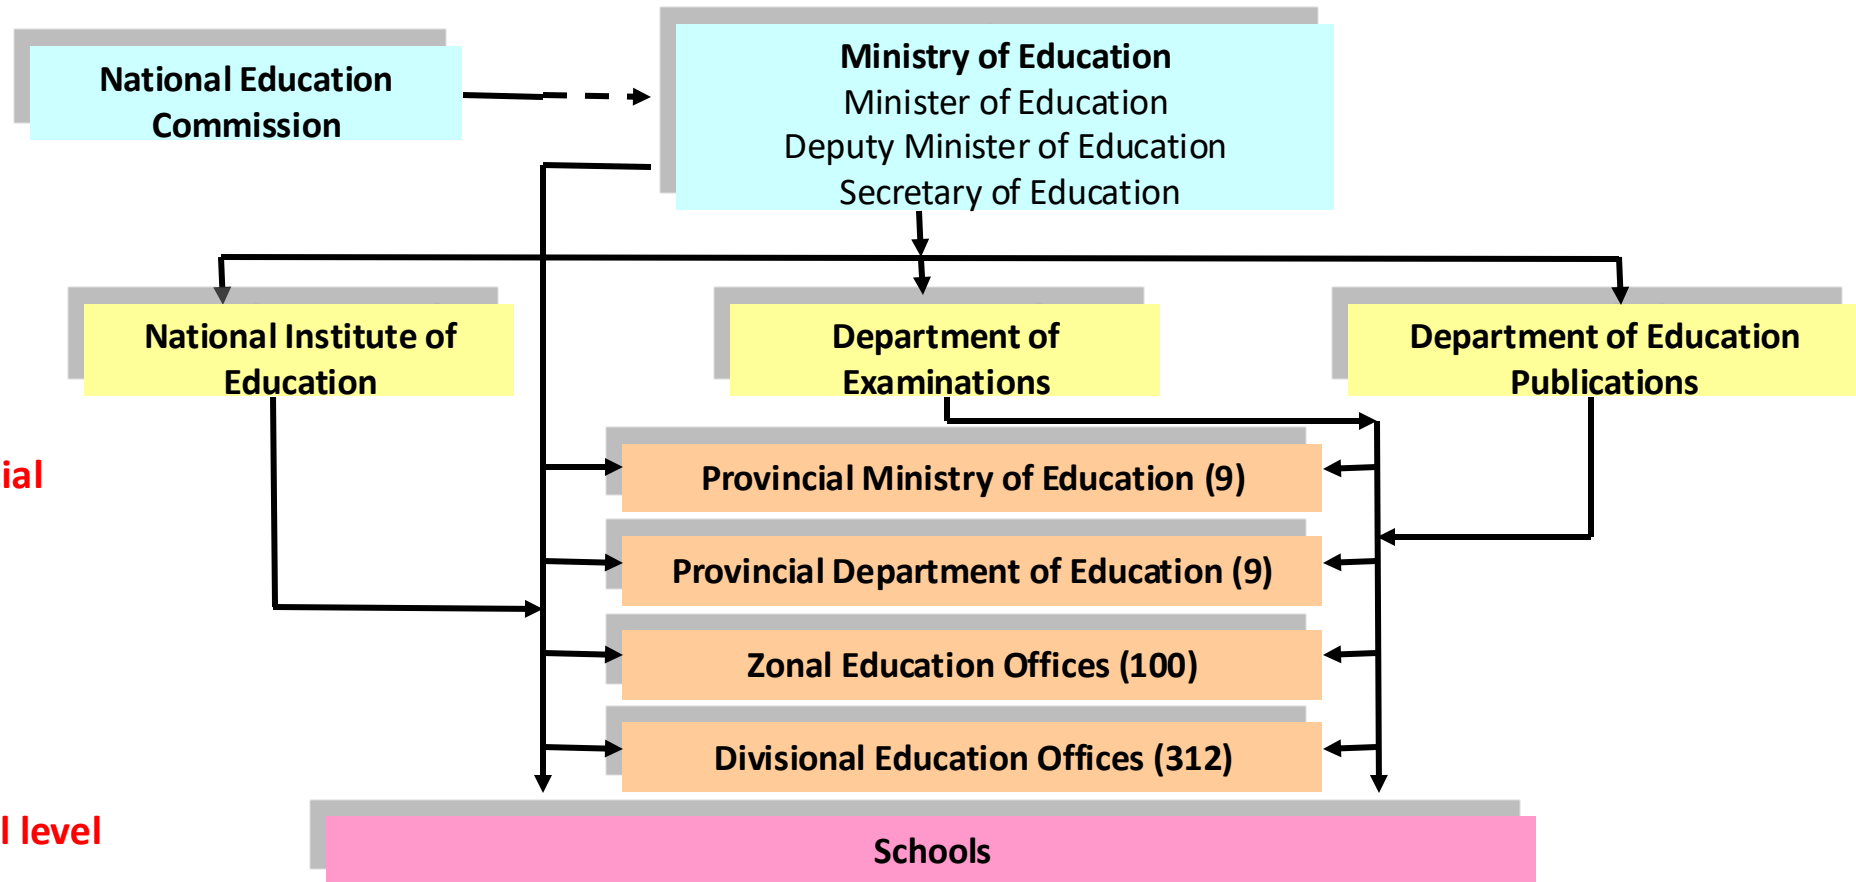 National Education
Commission
Ministry of Education
Minister of Education
Deputy Minister of Education
Secretary of Education
National Institute of
Education
Department of
Examinations
Department of Education
Publications
ial
Provincial Ministry of Education (9)
Provincial Department of Education (9)
Zonal Education Offices (100)
Divisional Education Offices (312)
l level
Schools